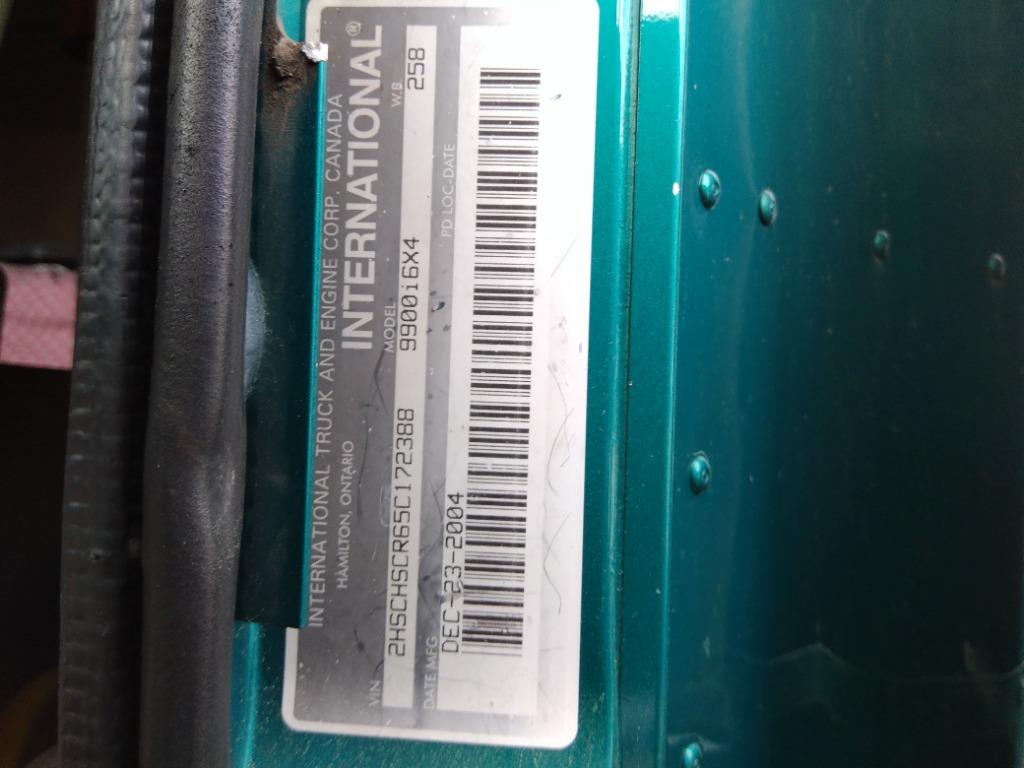 INTERNATIONAL TRUCK AND ENGINE CORP. CANADA
HAMILTON, ONTARIO
INTERNATIONAL®
VIN MODEL W.B.
2HSCHSCR65C172388 9900i6X4 258
DATE MFG PD LOC-DATE
DEC-23-2004